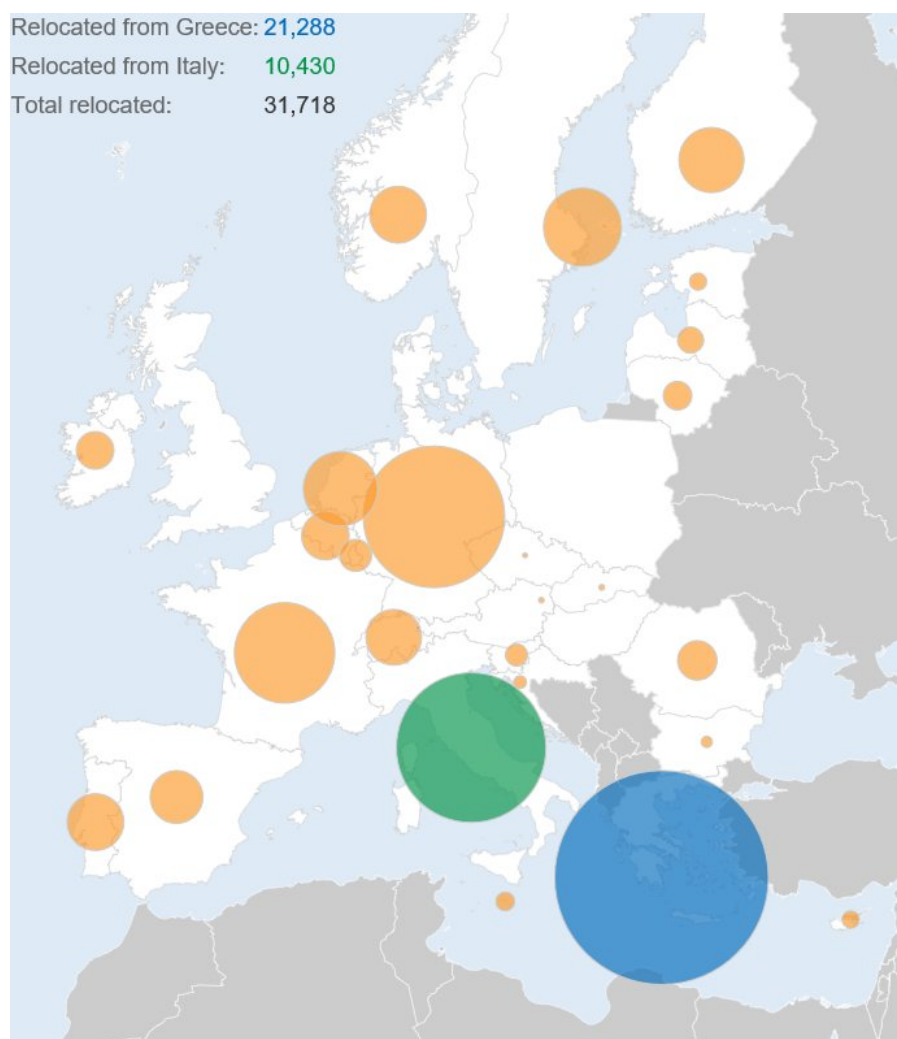 Relocated from Greece: 21,288
Relocated from Italy: 10,430
Total relocated: 31,718